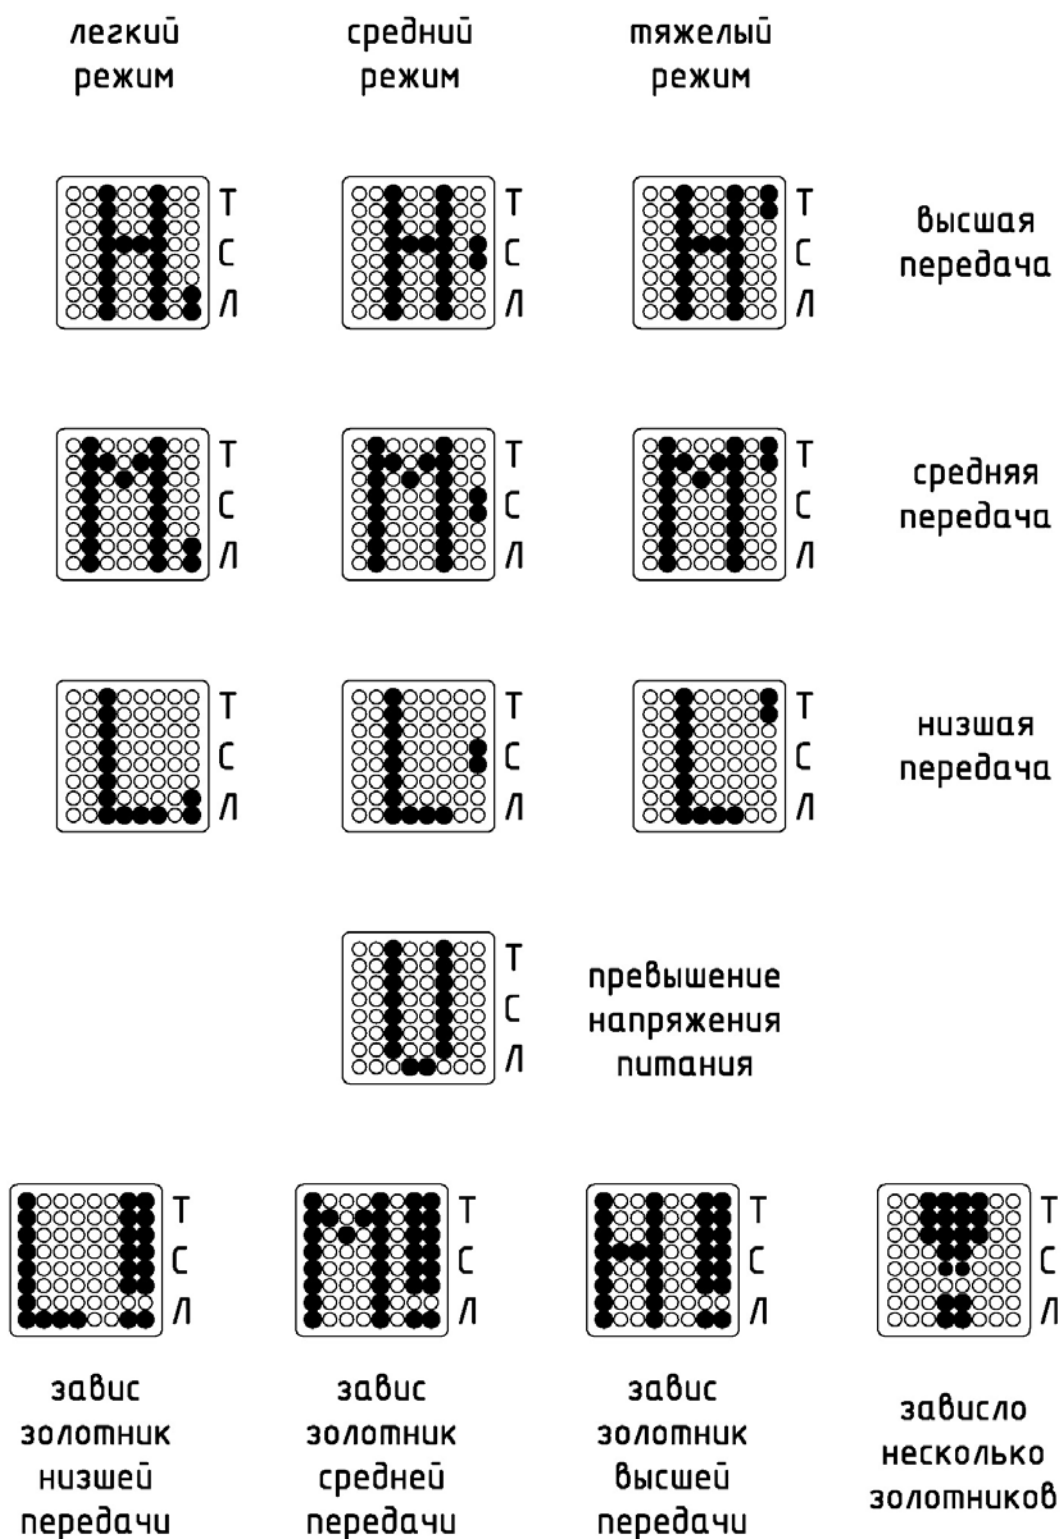 легкий режим
средний режим
тяжелый режим
Т Т Т
С С С
Л Л Л
высшая
передача
Т Т Т
С С С
Л Л Л
средняя
передача
Т Т Т
С С С
Л Л Л
низшая
передача
Т
С
Л
превышение
напряжения
питания
Т Т Т Т
С С С С
Л Л Л Л
завис
золотник
низшей
передачи
завис
золотник
средней
передачи
завис
золотник
высшей
передачи
зависло
несколько
золотников